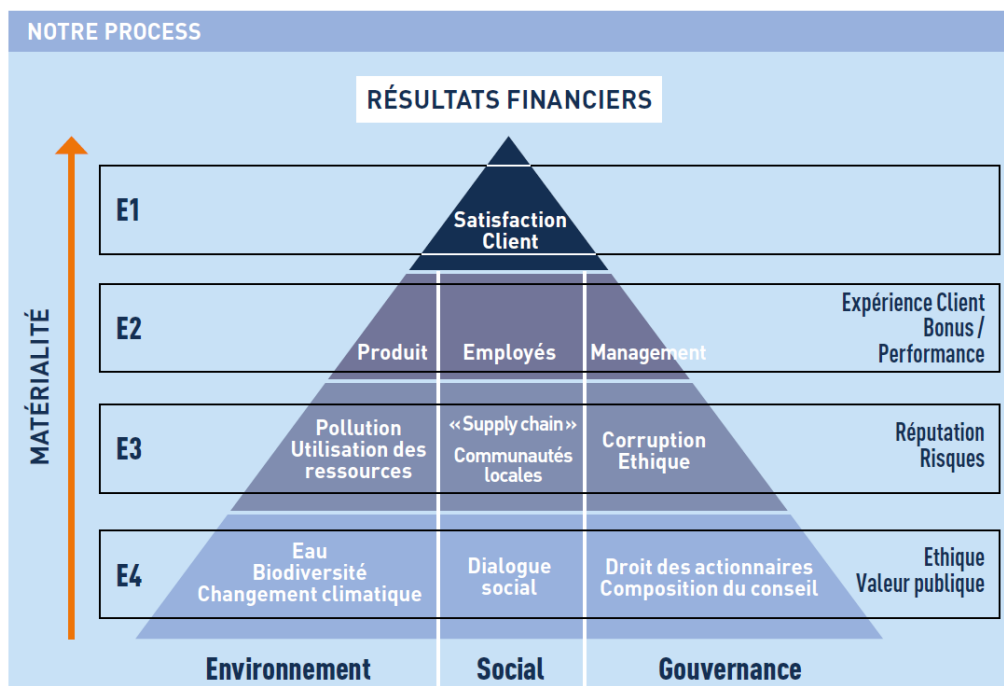 NOTRE PROCESS
RÉSULTATS FINANCIERS
MATÉRIALITÉ
E1
Satisfaction
Client
E2
Produit
Employés
Management
Expérience Client
Bonus /
Performance
E3
Pollution
Utilisation des
ressources
« Supply chain »
Communautés
locales
Corruption
Ethique
Réputation
Risques
E4
Eau
Biodiversité
Changement climatique
Dialogue
social
Droit des actionnaires
Composition du conseil
Ethique
Valeur publique
Environnement
Social
Gouvernance